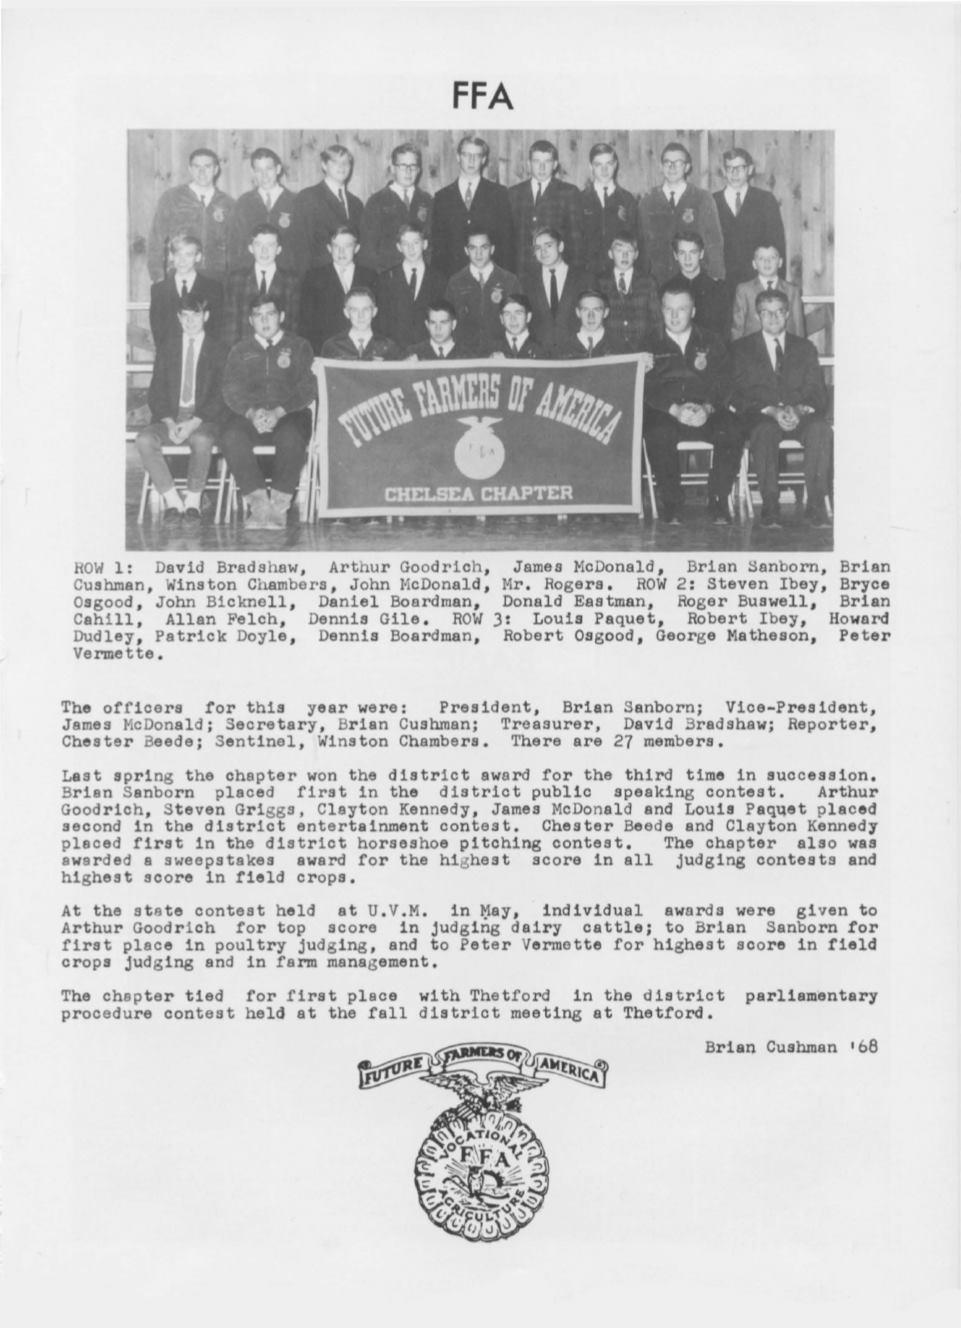 FFA
FUTURE FARMERS OF AMERICA
F F A
CHELSEA CHAPTER
ROW 1: David Bradshaw, Arthur Goodrich, James McDonald, Brian Sanborn, Brian
Cushman, Winston Chambers, John McDonald, Mr. Rogers. ROW 2: Steven Ibey, Bryce
Osgood, John Bicknell, Daniel Boardman, Donald Eastman, Roger Buswell, Brian
Cahill, Allan Felch, Dennis Gile. ROW 3: Louis Paquet, Robert Ibey, Howard
Dudley, Patrick Doyle, Dennis Boardman, Robert Osgood, George Matheson, Peter
Vermette.
The officers for this year were: President, Brian Sanborn; Vice-President,
James McDonald; Secretary, Brian Cushman; Treasurer, David Bradshaw; Reporter,
Chester Beede; Sentinel, Winston Chambers. There are 27 members.
Last spring the chapter won the district award for the third time in succession.
Brian Sanborn placed first in the district public speaking contest. Arthur
Goodrich, Steven Griggs, Clayton Kennedy, James McDonald and Louis Paquet placed
second in the district entertainment contest. Chester Beede and Clayton Kennedy
placed first in the district horseshoe pitching contest. The chapter also was
awarded a sweepstakes award for the highest score in all judging contests and
highest score in field crops.
At the state contest held at U.V.M. in May, individual awards were given to
Arthur Goodrich for top score in judging dairy cattle; to Brian Sanborn for
first place in poultry judging, and to Peter Vermette for highest score in field
crops judging and in farm management.
The chapter tied for first place with Thetford in the district parliamentary
procedure contest held at the fall district meeting at Thetford.
Brian Cushman '68
FUTURE FARMERS OF AMERICA
VOCATIONAL
FFA
AGRICULTURE